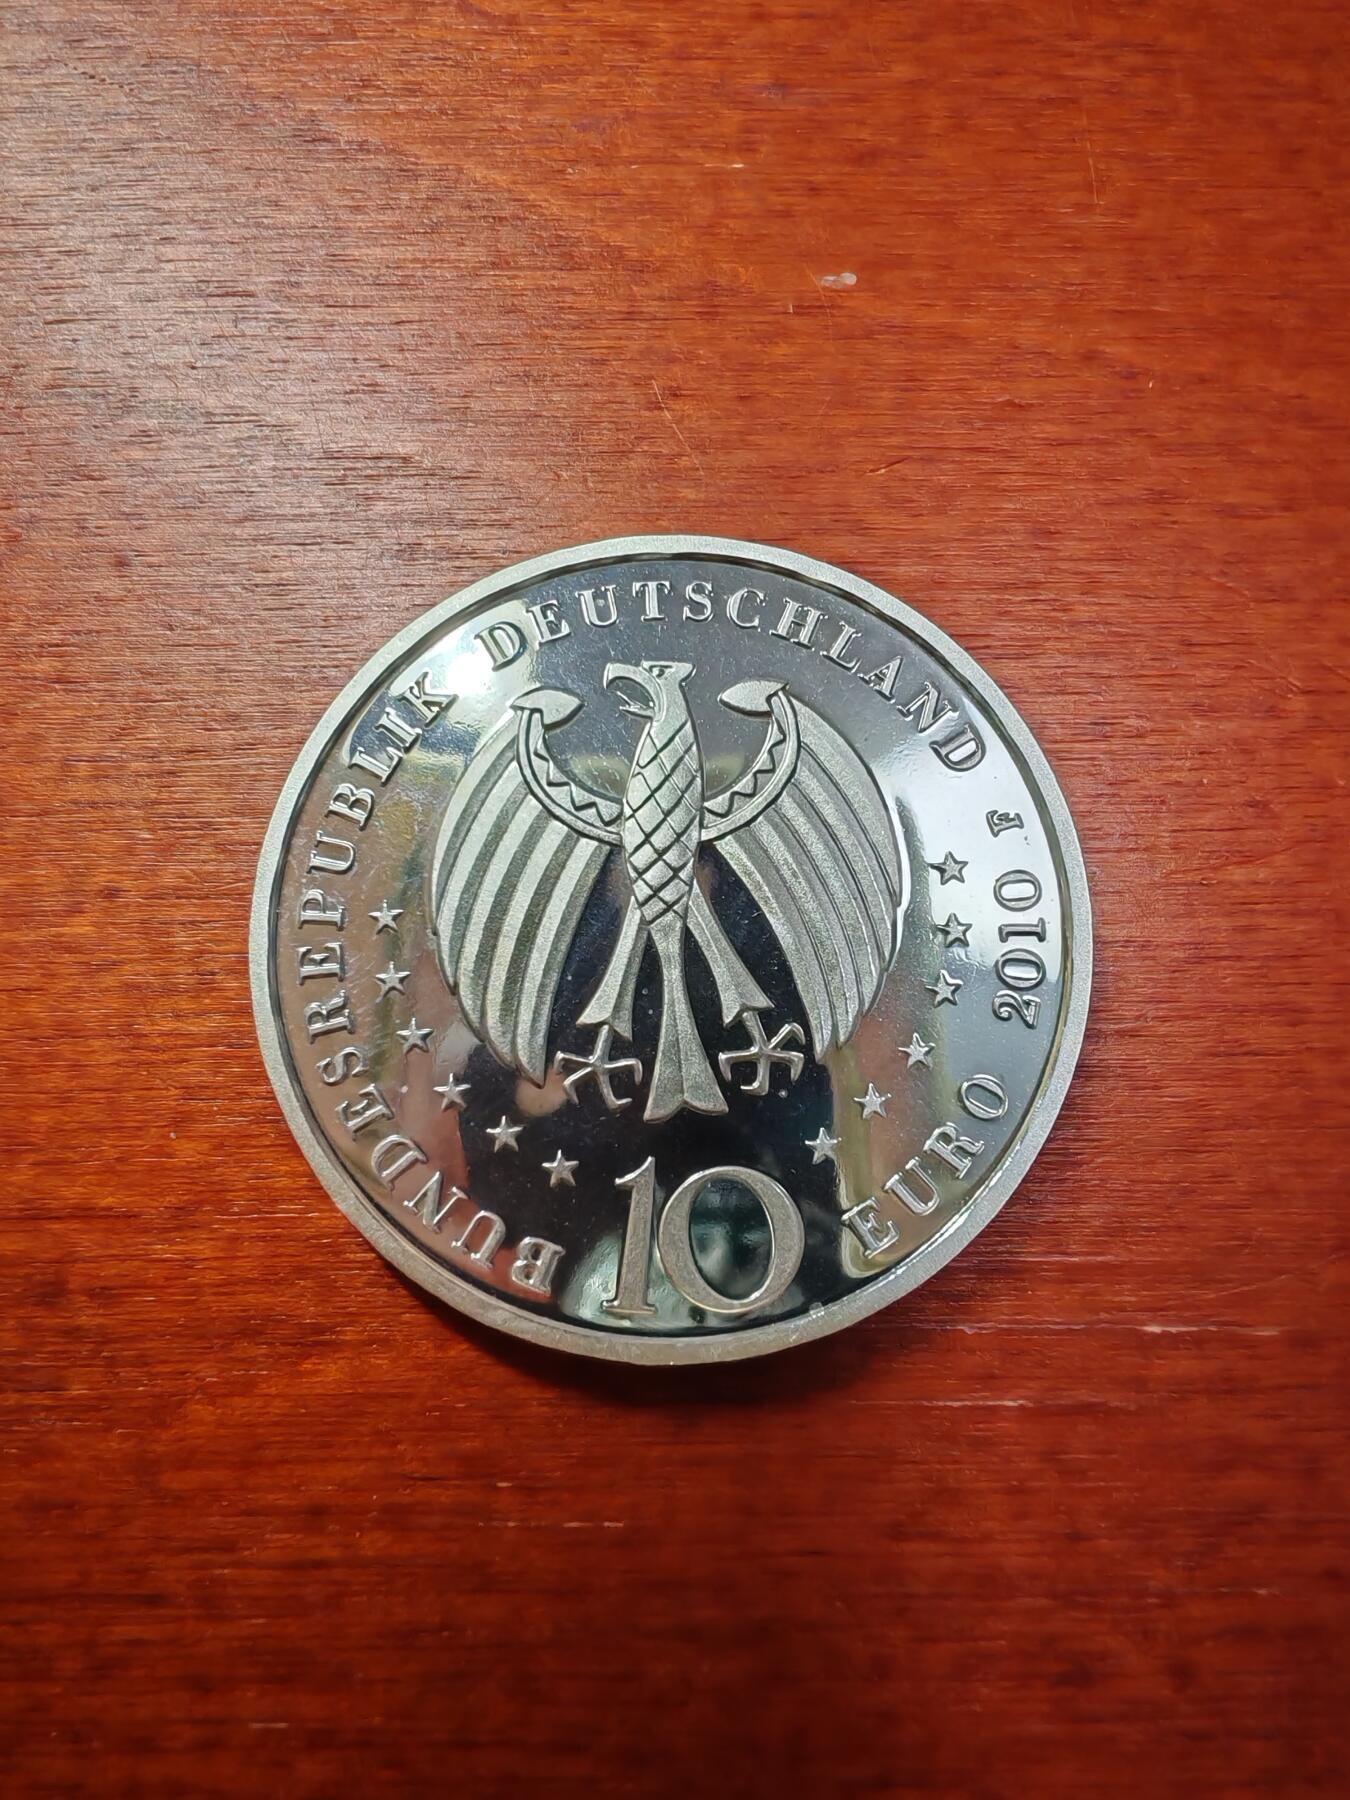 BUNDESREPUBLIK DEUTSCHLAND
F
2010
10 EURO